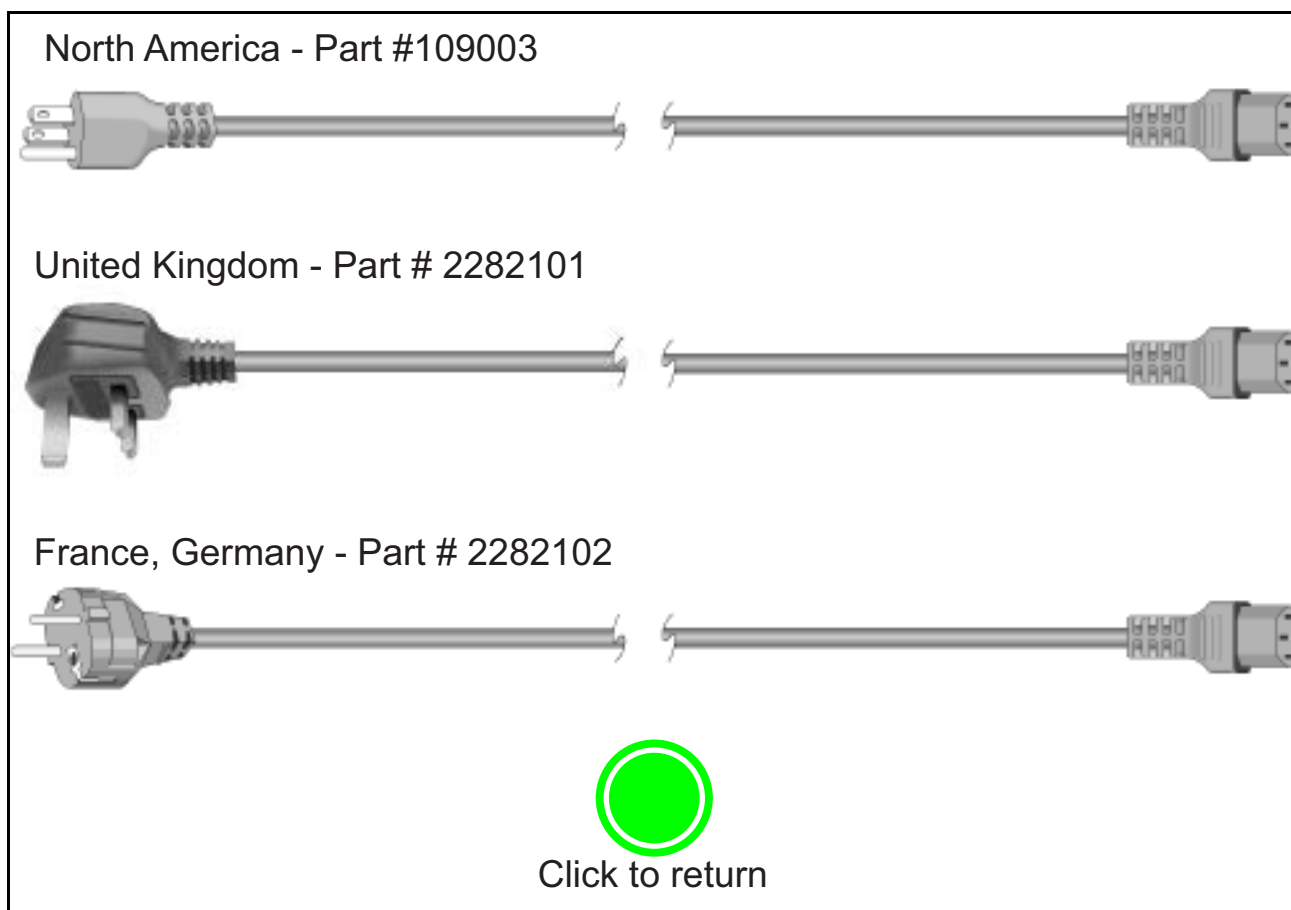 North America - Part #109003
United Kingdom - Part # 2282101
France, Germany - Part # 2282102
Click to return